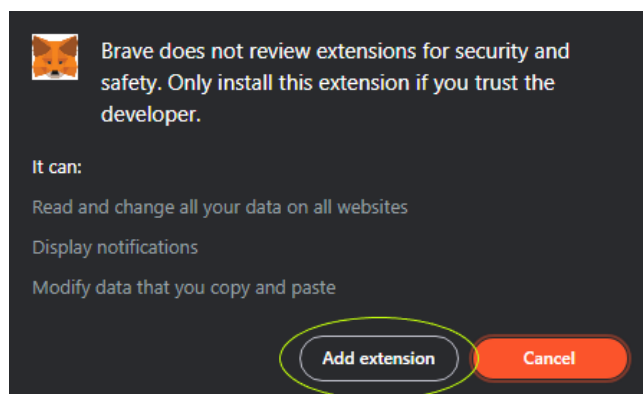 Brave does not review extensions for security and
safety. Only install this extension if you trust the
developer.
It can:
Read and change all your data on all websites
Display notifications
Modify data that you copy and paste
Add extension
Cancel